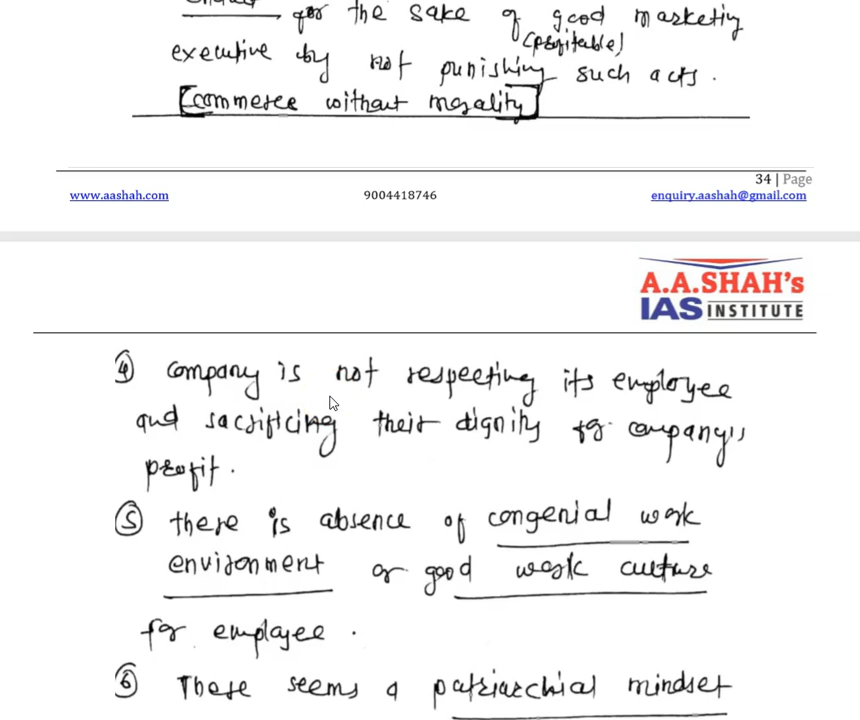 for the sake of good marketing
(profitable)
executive by not punishing such acts.
[commerce without morality]
34 | Page
www.aashah.com 9004418746 enquiry.aashah@gmail.com
A.A.SHAH's
IAS INSTITUTE
④ Company is not respecting its employee
and sacrificing their dignity for company's
profit.
⑤ there is absence of congenial work
environment or good work culture
for employee.
⑥ There seems a patriarchial mindset